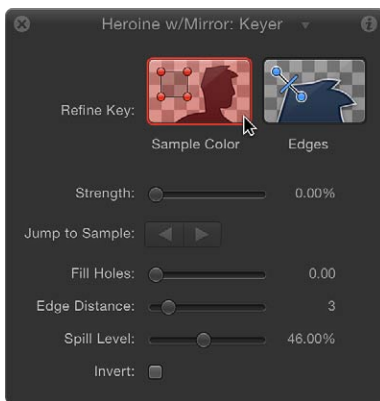 Heroine w/Mirror: Keyer
Refine Key:
Sample Color Edges
Strength: 0.00%
Jump to Sample:
Fill Holes: 0.00
Edge Distance: 3
Spill Level: 46.00%
Invert: